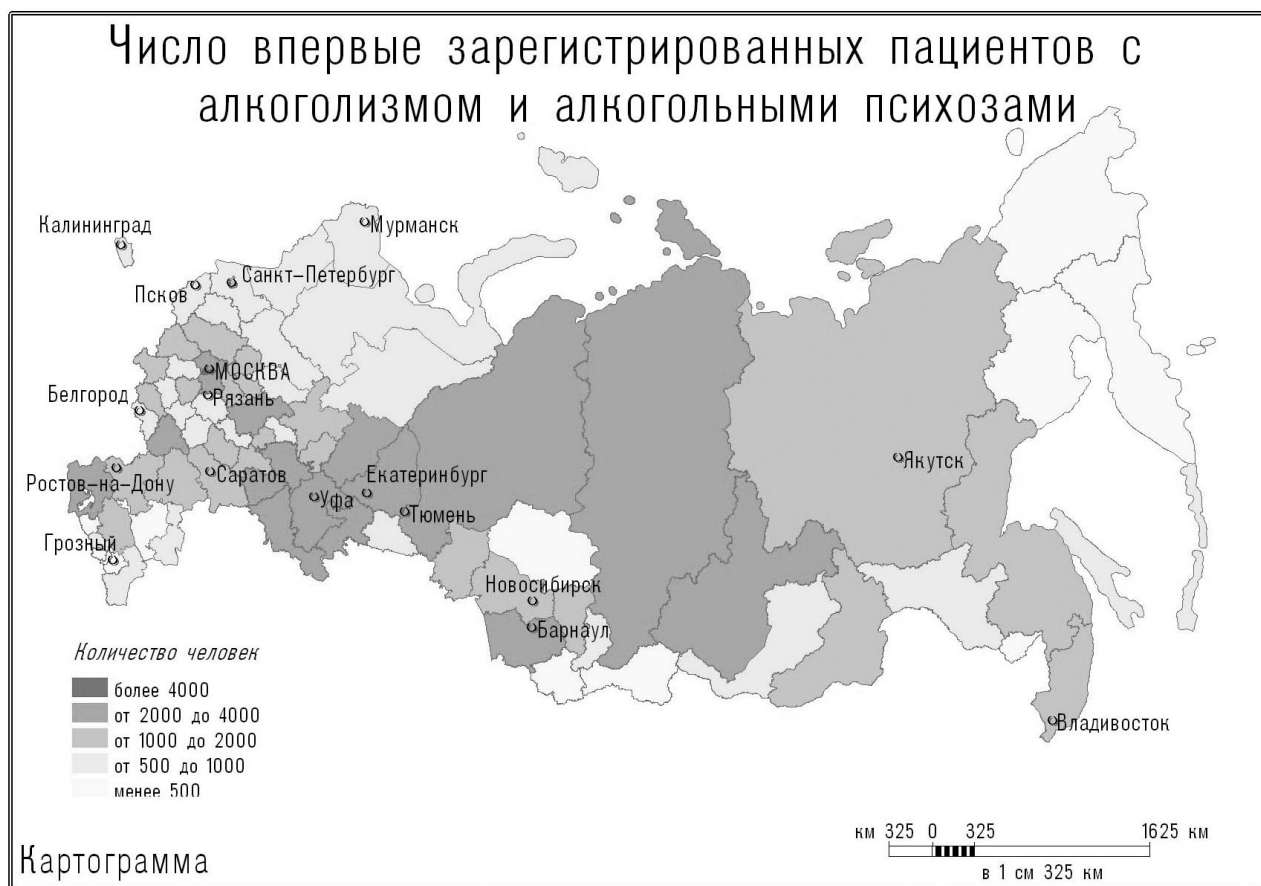 Число впервые зарегистрированных пациентов с
алкоголизмом и алкогольными психозами
Калининград
Мурманск
Санкт-Петербург
Псков
МОСКВА
Рязань
Белгород
Ростов-на-Дону
Саратов
Екатеринбург
Уфа
Тюмень
Якутск
Грозный
Новосибирск
Барнаул
Владивосток
Количество человек
более 4000
от 2000 до 4000
от 1000 до 2000
от 500 до 1000
менее 500
км 325 0 325 1625 км
в 1 см 325 км
Картограмма